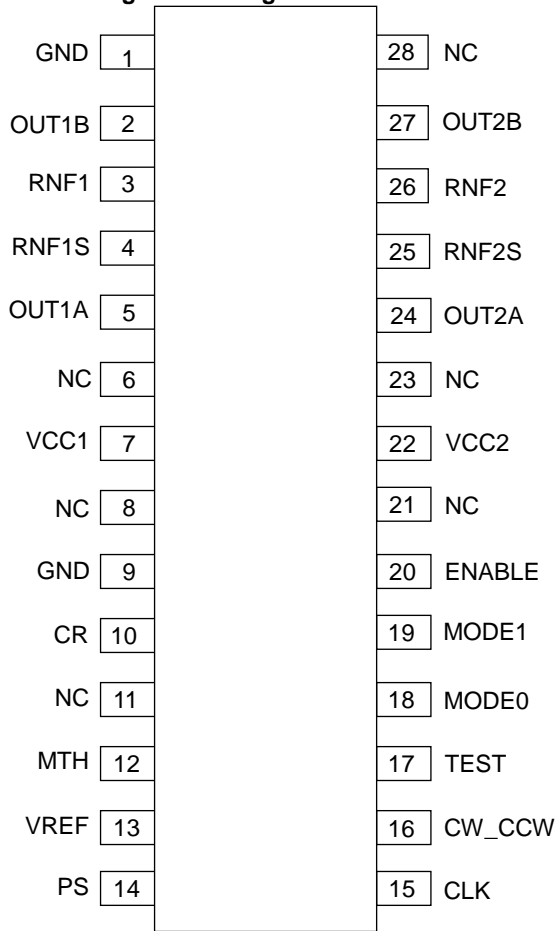 GND 1 28 NC
OUT1B 2 27 OUT2B
RNF1 3 26 RNF2
RNF1S 4 25 RNF2S
OUT1A 5 24 OUT2A
NC 6 23 NC
VCC1 7 22 VCC2
NC 8 21 NC
GND 9 20 ENABLE
CR 10 19 MODE1
NC 11 18 MODE0
MTH 12 17 TEST
VREF 13 16 CW_CCW
PS 14 15 CLK